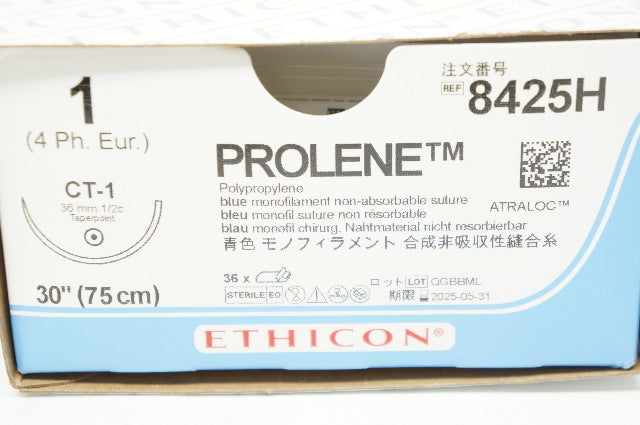 1
(4 Ph. Eur.)
CT-1
36 mm 1/2c
Taperpoint
30" (75 cm)
注文番号
REF 8425H
PROLENE™
ATRALOC™
Polypropylene
blue monofilament non-absorbable suture
bleu monofil suture non résorbable
blau monofil chirurg. Nahtmaterial nicht resorbierbar
青色 モノフィラメント 合成非吸収性縫合糸
36 x
STERILE EO
ロット LOT QGBBML
期限 2025-05-31
ETHICON®